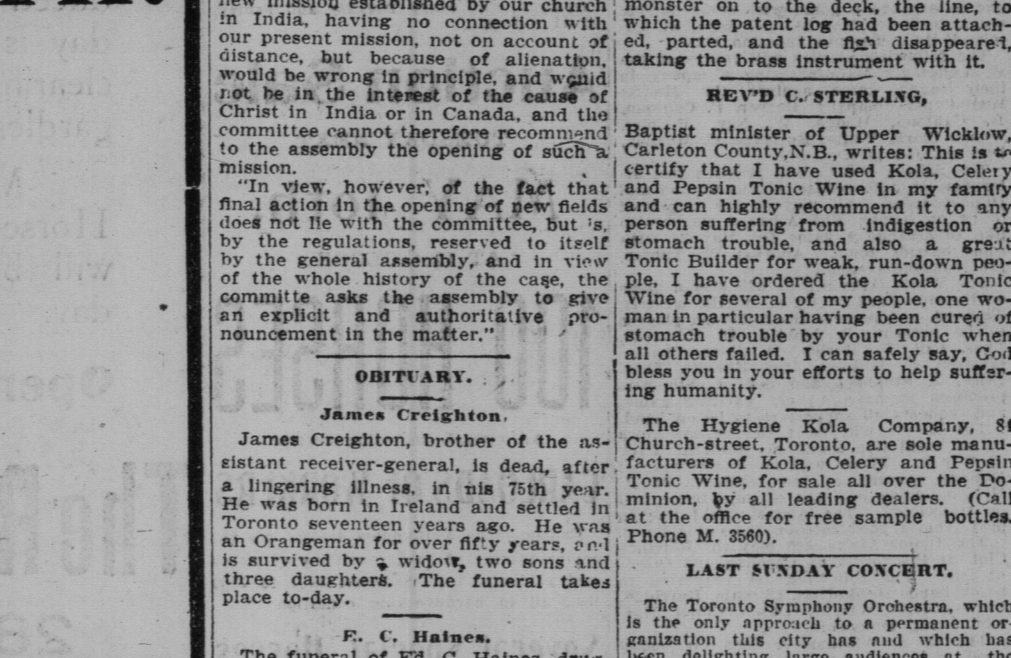 new mission established by our church
in India, having no connection with
our present mission, not on account of
distance, but because of alienation,
would be wrong in principle, and would
not be in the interest of the cause of
Christ in India or in Canada, and the
committee cannot therefore recommend
to the assembly the opening of such a
mission.
"In view, however, of the fact that
final action in the opening of new fields
does not lie with the committee, but is,
by the regulations, reserved to itself
by the general assembly, and in view
of the whole history of the case, the
committe asks the assembly to give
an explicit and authoritative pro-
nouncement in the matter."
OBITUARY.
James Creighton.
James Creighton, brother of the as-
sistant receiver-general, is dead, after
a lingering illness, in his 75th year.
He was born in Ireland and settled in
Toronto seventeen years ago. He was
an Orangeman for over fifty years, and
is survived by a widow, two sons and
three daughters. The funeral takes
place to-day.
E. C. Haines.
The funeral of Ed. C. Haines,
monster on to the deck, the line, to
which the patent log had been attach-
ed, parted, and the fish disappeared,
taking the brass instrument with it.
REV'D C. STERLING,
Baptist minister of Upper Wicklow,
Carleton County, N.B., writes: This is to
certify that I have used Kola, Celery
and Pepsin Tonic Wine in my family
and can highly recommend it to any
person suffering from indigestion or
stomach trouble, and also a great
Tonic Builder for weak, run-down peo-
ple, I have ordered the Kola Tonic
Wine for several of my people, one wo-
man in particular having been cured of
stomach trouble by your Tonic when
all others failed. I can safely say, God
bless you in your efforts to help suffer-
ing humanity.
The Hygiene Kola Company,
Church-street, Toronto, are sole manu-
facturers of Kola, Celery and Pepsin
Tonic Wine, for sale all over the Do-
minion, by all leading dealers. (Call
at the office for free sample bottles.
Phone M. 3560).
LAST SUNDAY CONCERT.
The Toronto Symphony Orchestra, which
is the only approach to a permanent or-
ganization this city has and which has
been delighting large audiences at the